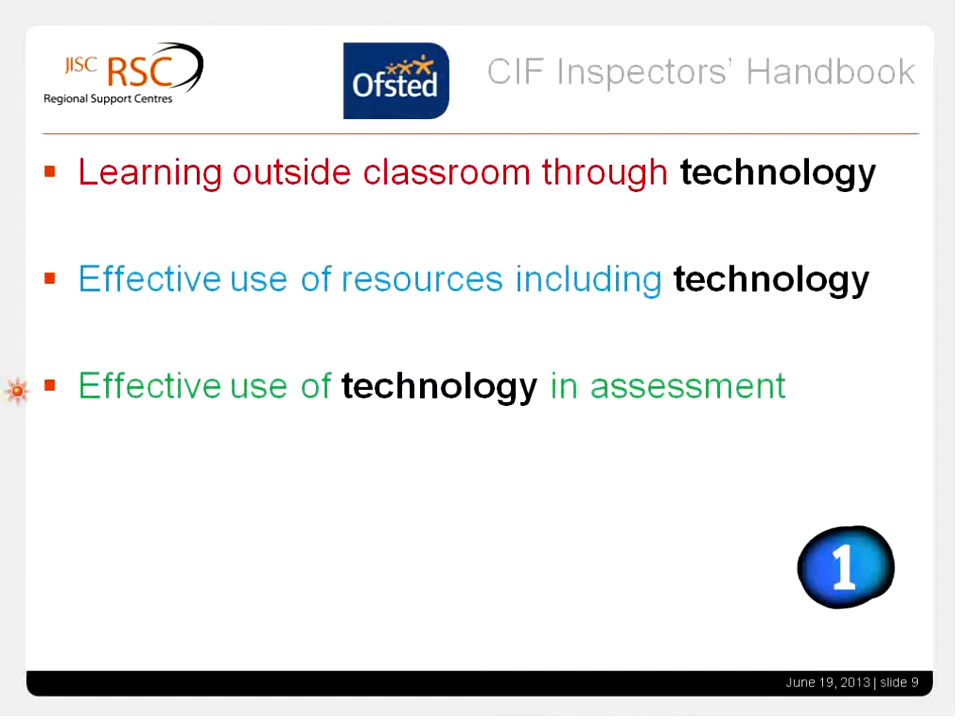 JISC RSC
Regional Support Centres
Ofsted
CIF Inspectors' Handbook
Learning outside classroom through technology
Effective use of resources including technology
Effective use of technology in assessment
1
June 19, 2013 | slide 9